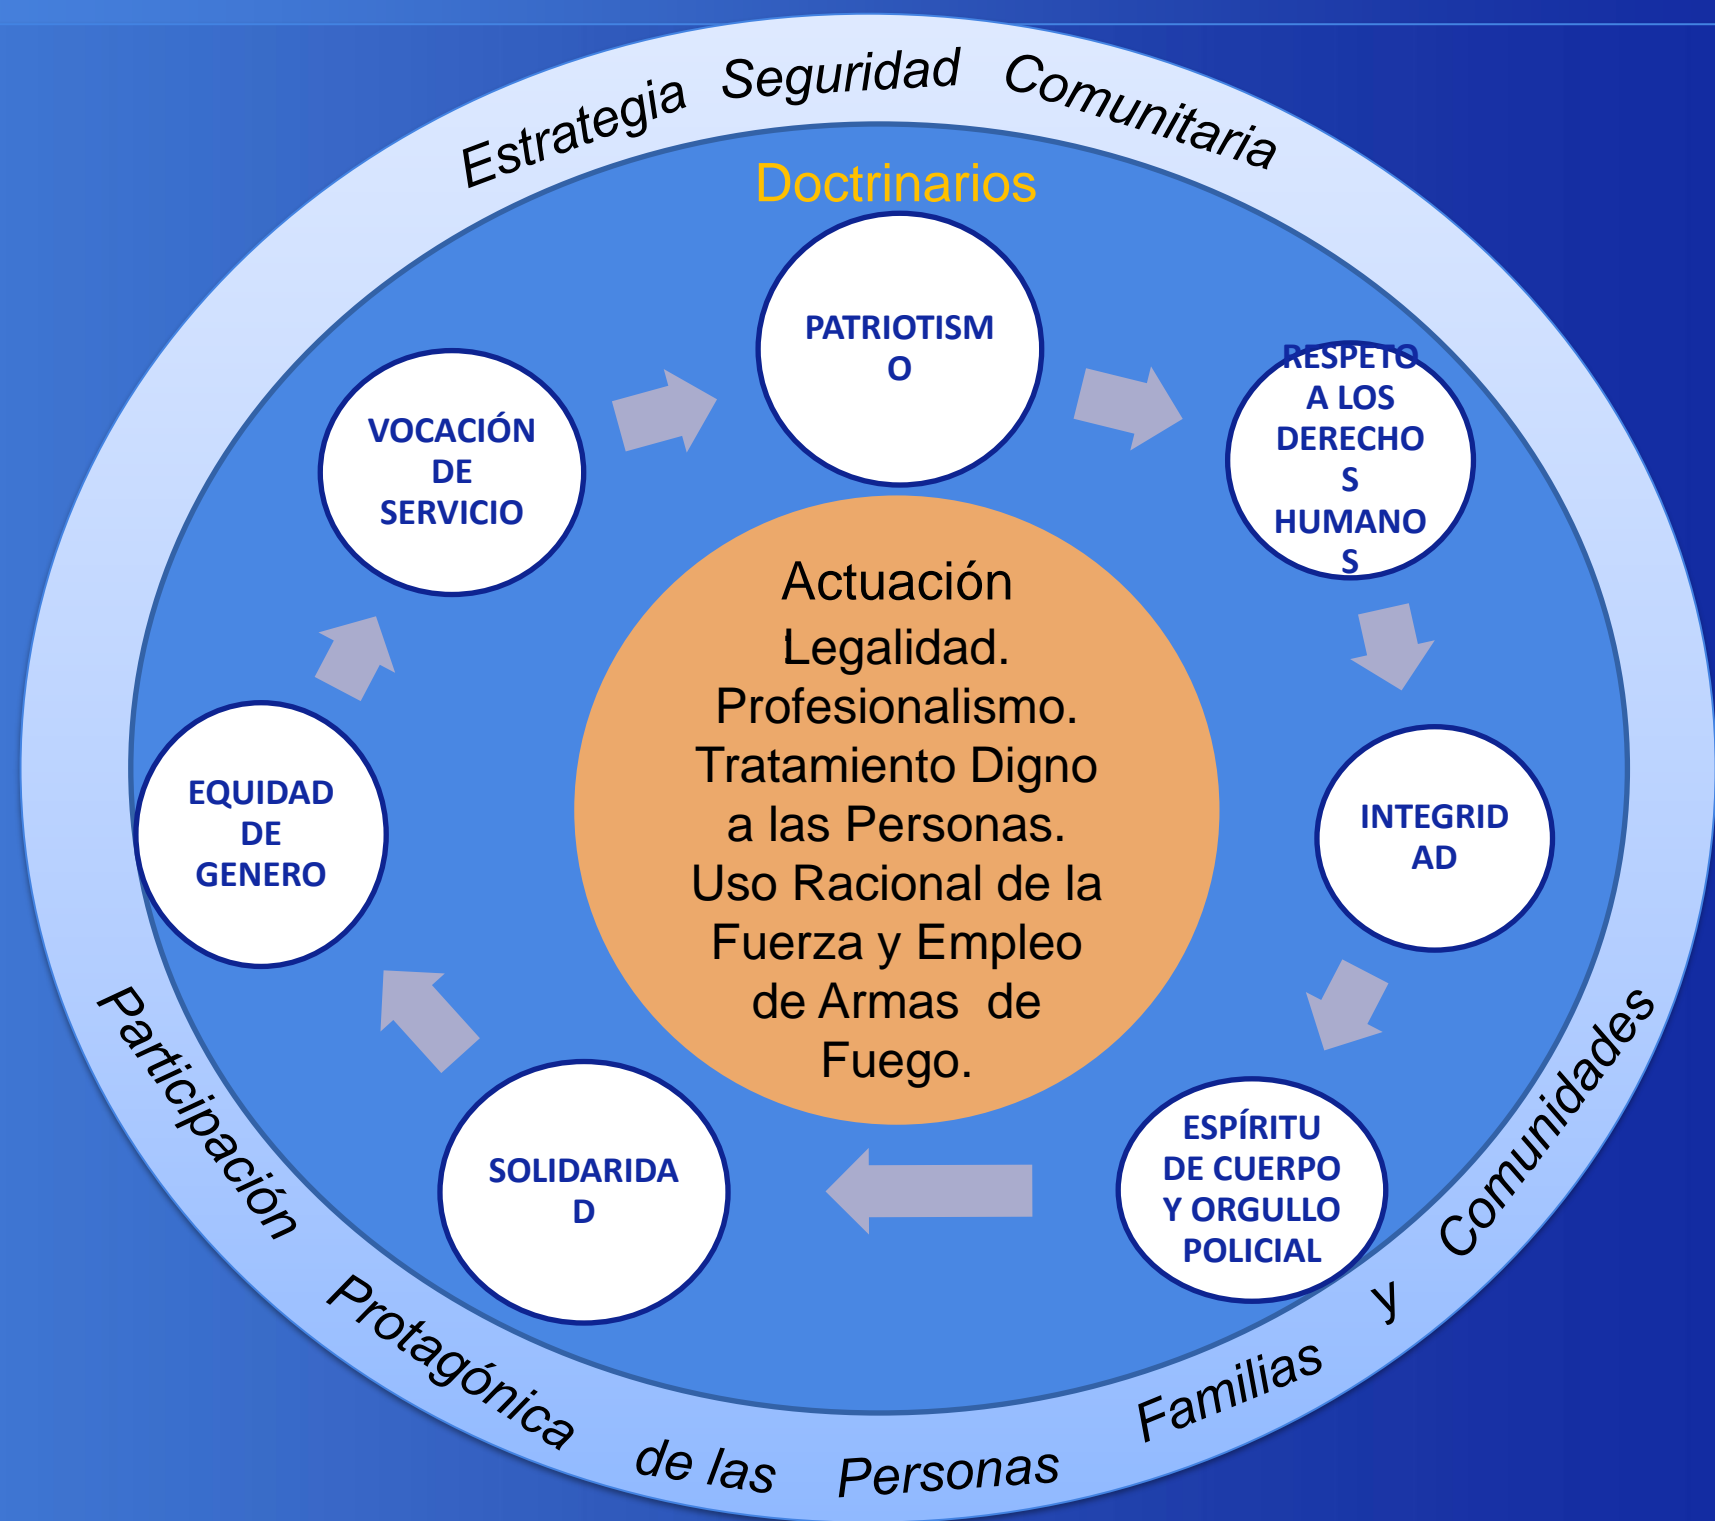 Estrategia Seguridad Comunitaria
Doctrinarios
PATRIOTISM
O
RESPETO
A LOS
DERECHO
S
HUMANO
S
INTEGRID
AD
ESPÍRITU
DE CUERPO
Y ORGULLO
POLICIAL
SOLIDARIDA
D
EQUIDAD
DE
GENERO
VOCACIÓN
DE
SERVICIO
Actuación
:
Legalidad.
Profesionalismo.
Tratamiento Digno
a las Personas.
Uso Racional de la
Fuerza y Empleo
de Armas de
Fuego.
Participación Protagónica de las Personas Familias y Comunidades